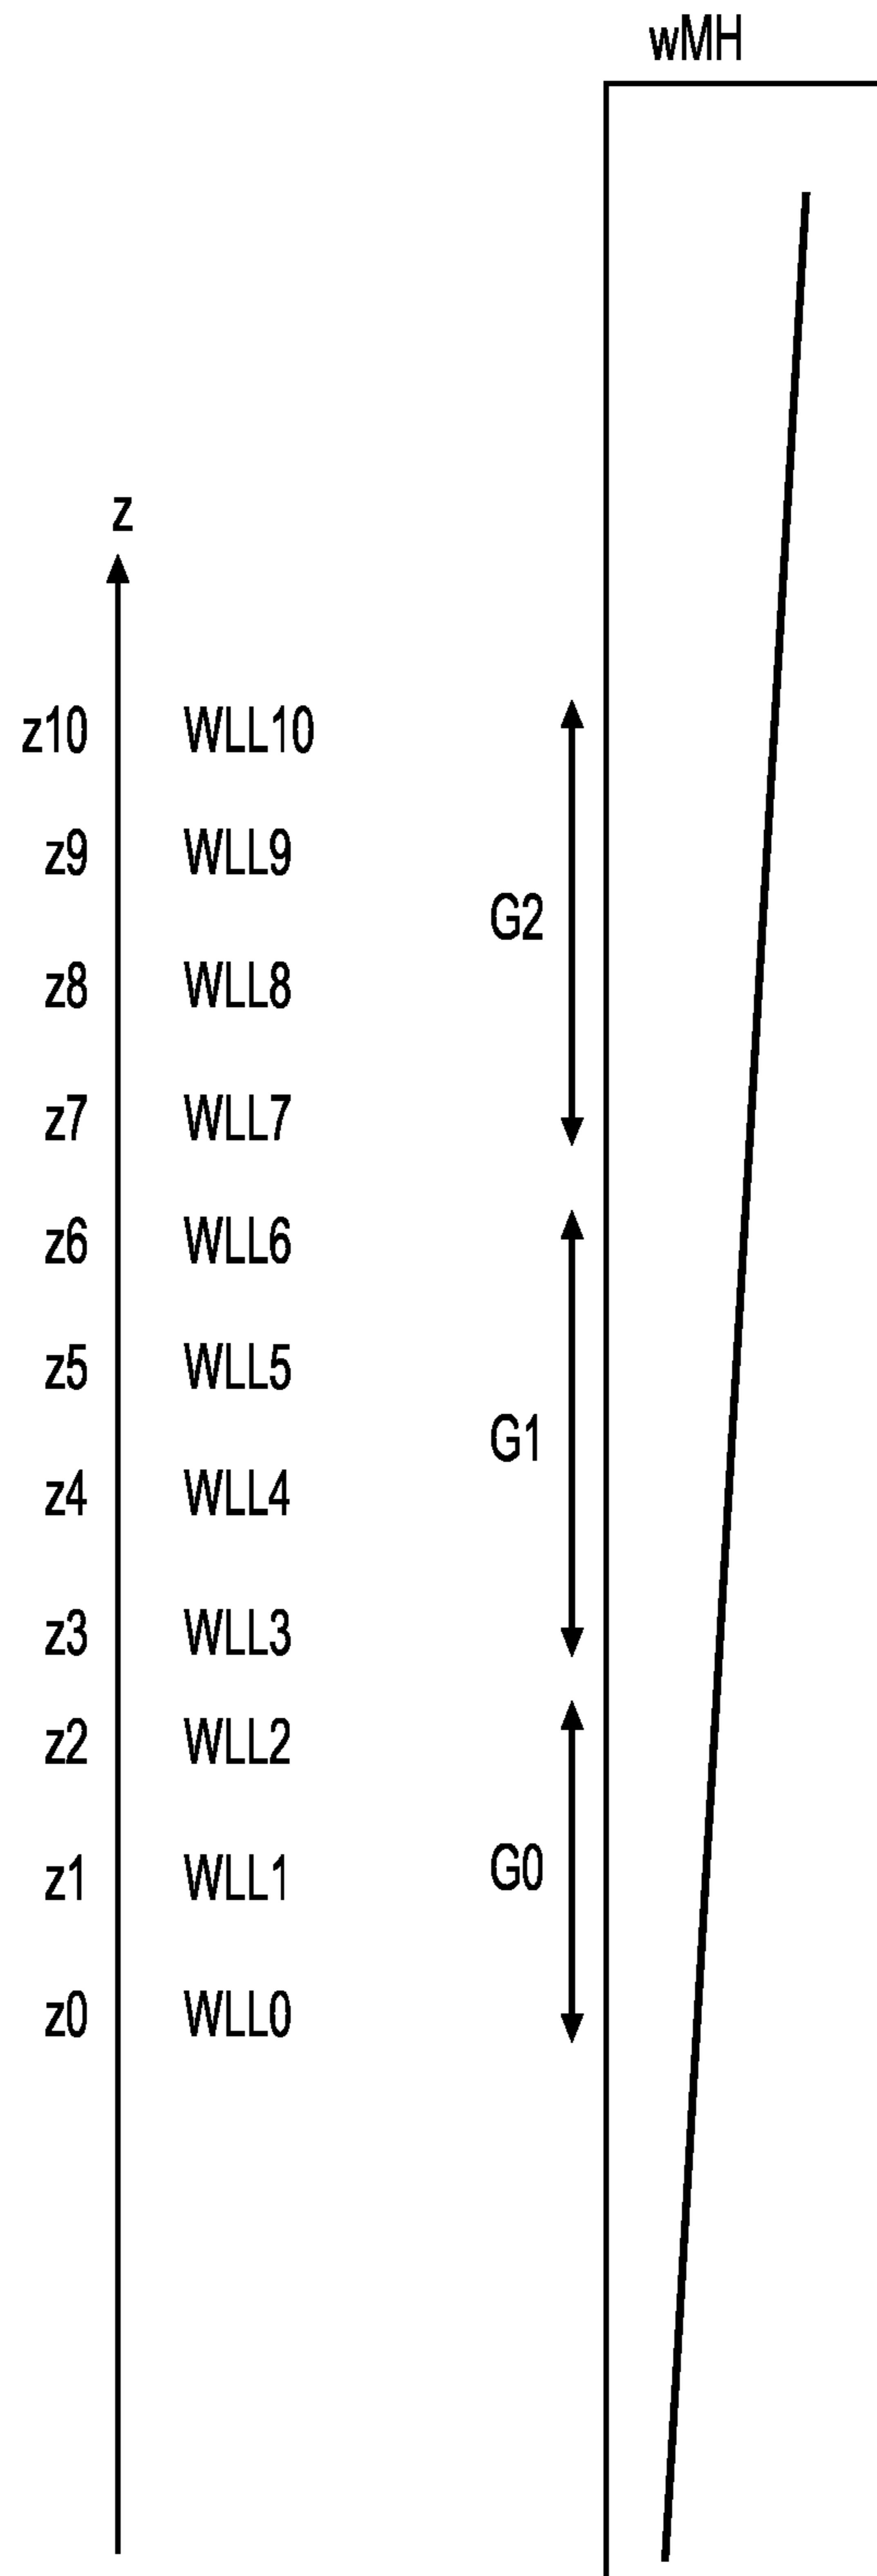 wMH
z
z10 WLL10
z9 WLL9
G2
z8 WLL8
z7 WLL7
z6 WLL6
z5 WLL5
G1
z4 WLL4
z3 WLL3
z2 WLL2
z1 WLL1 G0
z0 WLL0